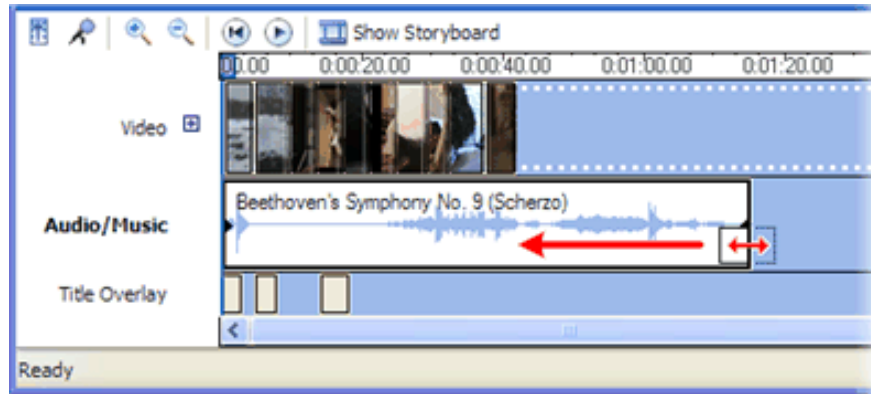 Show Storyboard
0.00 0:00:20.00 0:00:40.00 0:01:00.00 0:01:20.00
Video
Beethoven's Symphony No. 9 (Scherzo)
Audio/Music
Title Overlay
Ready